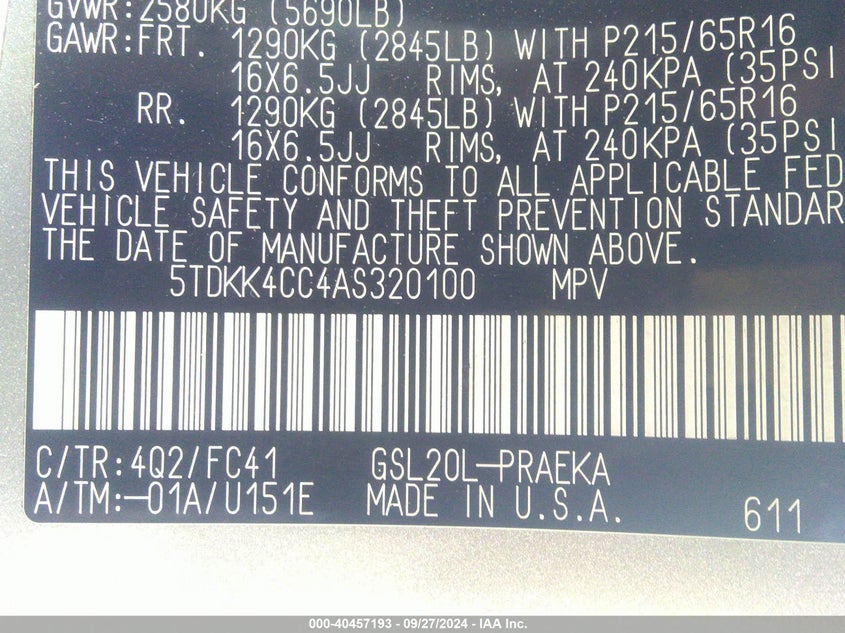 GVWR: 2580KG (5690LB)
GAWR: FRT. 1290KG (2845LB) WITH P215/65R16
16X6.5JJ RIMS, AT 240KPA (35PSI
RR. 1290KG (2845LB) WITH P215/65R16
16X6.5JJ RIMS, AT 240KPA (35PSI
THIS VEHICLE CONFORMS TO ALL APPLICABLE FED
VEHICLE SAFETY AND THEFT PREVENTION STANDAR
THE DATE OF MANUFACTURE SHOWN ABOVE.
5TDKK4CC4AS320100 MPV
C/TR:4Q2/FC41 GSL20L-PRAEKA
A/TM:-01A/U151E MADE IN U.S.A. 611
000-40457193 - 09/27/2024 - IAA Inc.